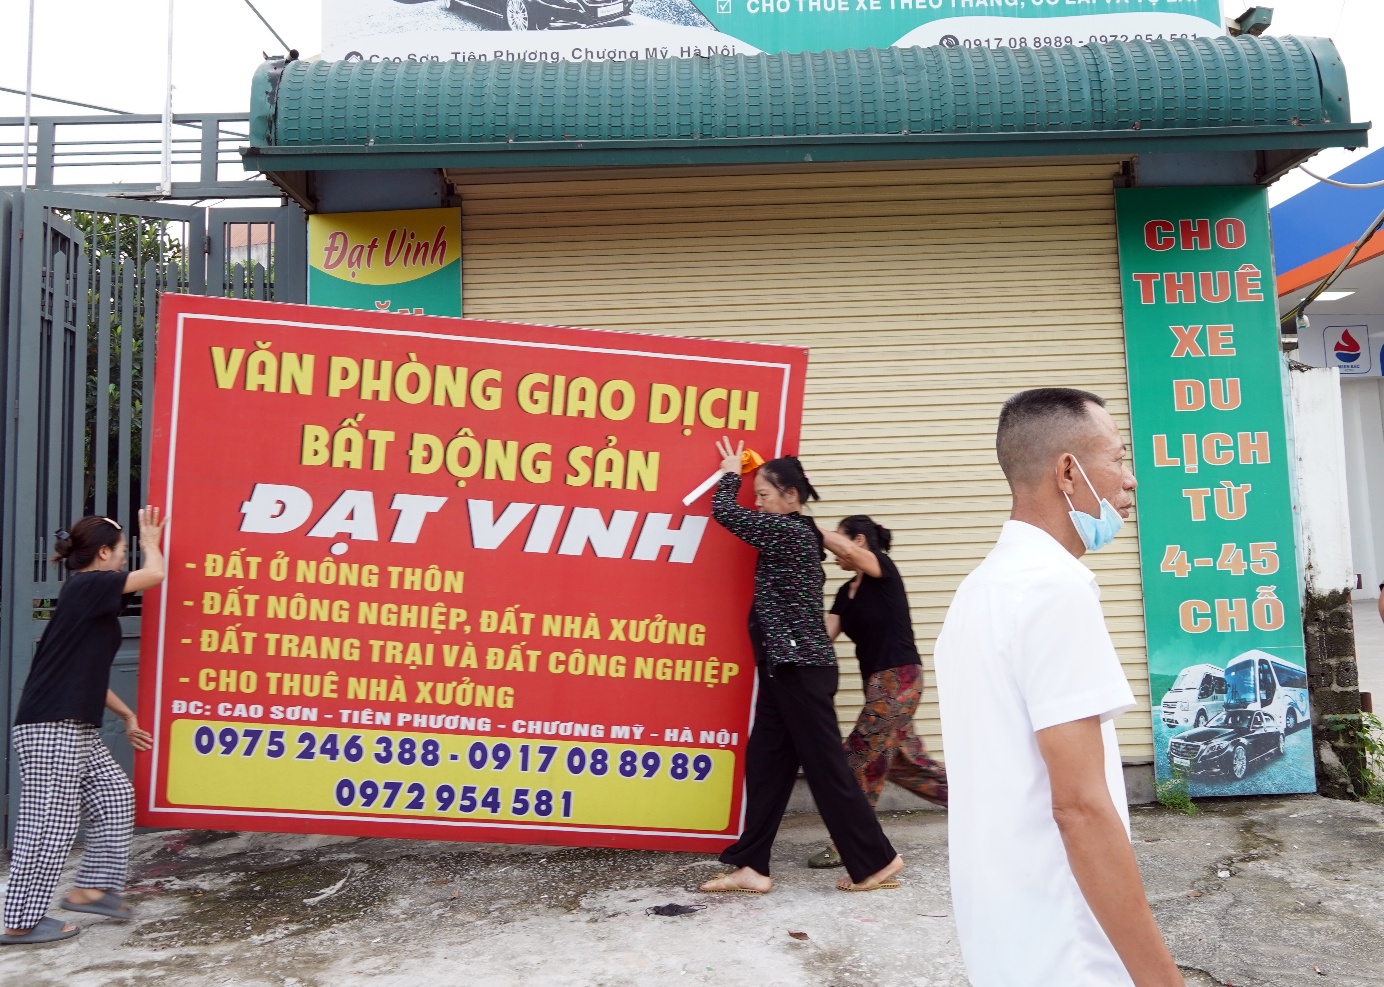 CHO THUÊ XE THEO THÁNG, CÓ LÁI VÀ TỰ LÁI
Cao Sơn, Tiên Phương, Chương Mỹ, Hà Nội
0917 08 8989 - 0972 954 581
Đạt Vinh
VĂN PHÒNG GIAO DỊCH
BẤT ĐỘNG SẢN
ĐẠT VINH
- ĐẤT Ở NÔNG THÔN
- ĐẤT NÔNG NGHIỆP, ĐẤT NHÀ XƯỞNG
- ĐẤT TRANG TRẠI VÀ ĐẤT CÔNG NGHIỆP
- CHO THUÊ NHÀ XƯỞNG
ĐC: CAO SƠN - TIÊN PHƯƠNG - CHƯƠNG MỸ - HÀ NỘI
0975 246 388 - 0917 08 89 89
0972 954 581
CHO
THUÊ
XE
DU
LỊCH
TỪ
4-45
CHỖ